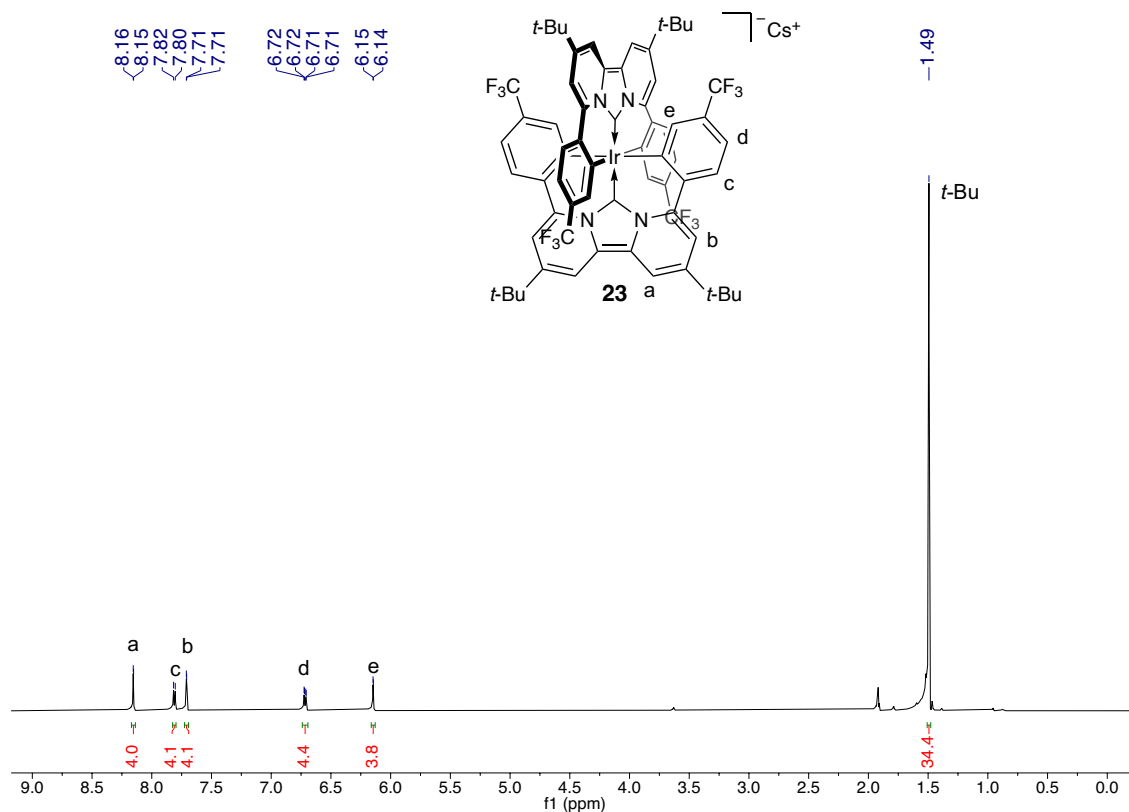 8.16
8.15
7.82
7.80
7.71
7.71
6.72
6.72
6.71
6.71
6.15
6.14
1.49
t-Bu
t-Bu
− Cs+
CF3
CF3
N
N
e
d
Ir
c
CF3
F3C
N
N
b
t-Bu
a
t-Bu
23
t-Bu
a
c
b
d
e
4.0
4.1
4.1
4.4
3.8
34.4
9.0 8.5 8.0 7.5 7.0 6.5 6.0 5.5 5.0 4.5 4.0 3.5 3.0 2.5 2.0 1.5 1.0 0.5 0.0
f1 (ppm)